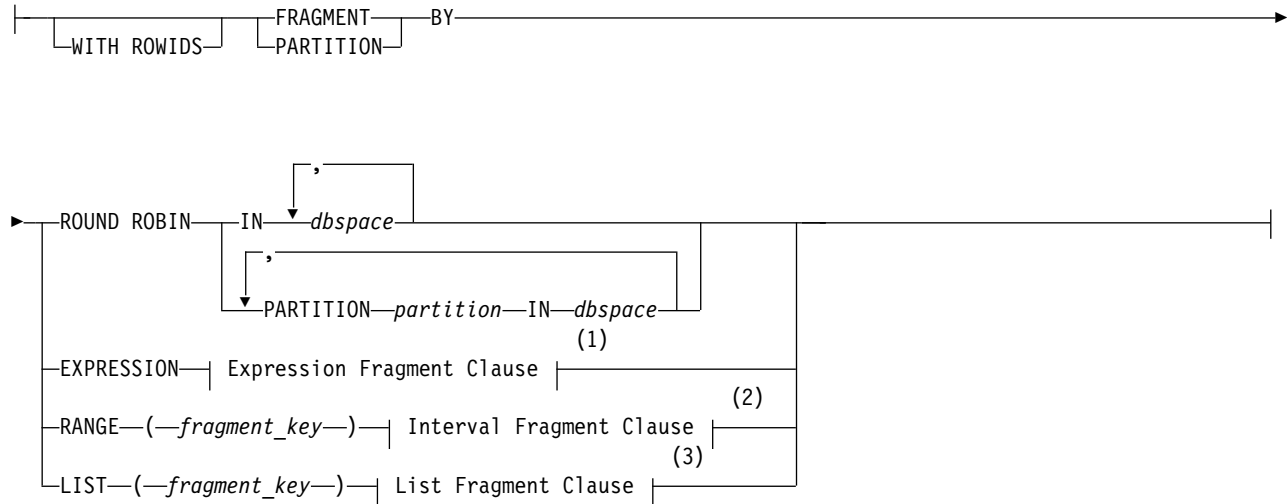 FRAGMENT BY
WITH ROWIDS PARTITION
,
ROUND ROBIN IN dbspace
,
PARTITION partition IN dbspace
(1)
EXPRESSION Expression Fragment Clause
(2)
RANGE ( fragment_key ) Interval Fragment Clause
(3)
LIST ( fragment_key ) List Fragment Clause